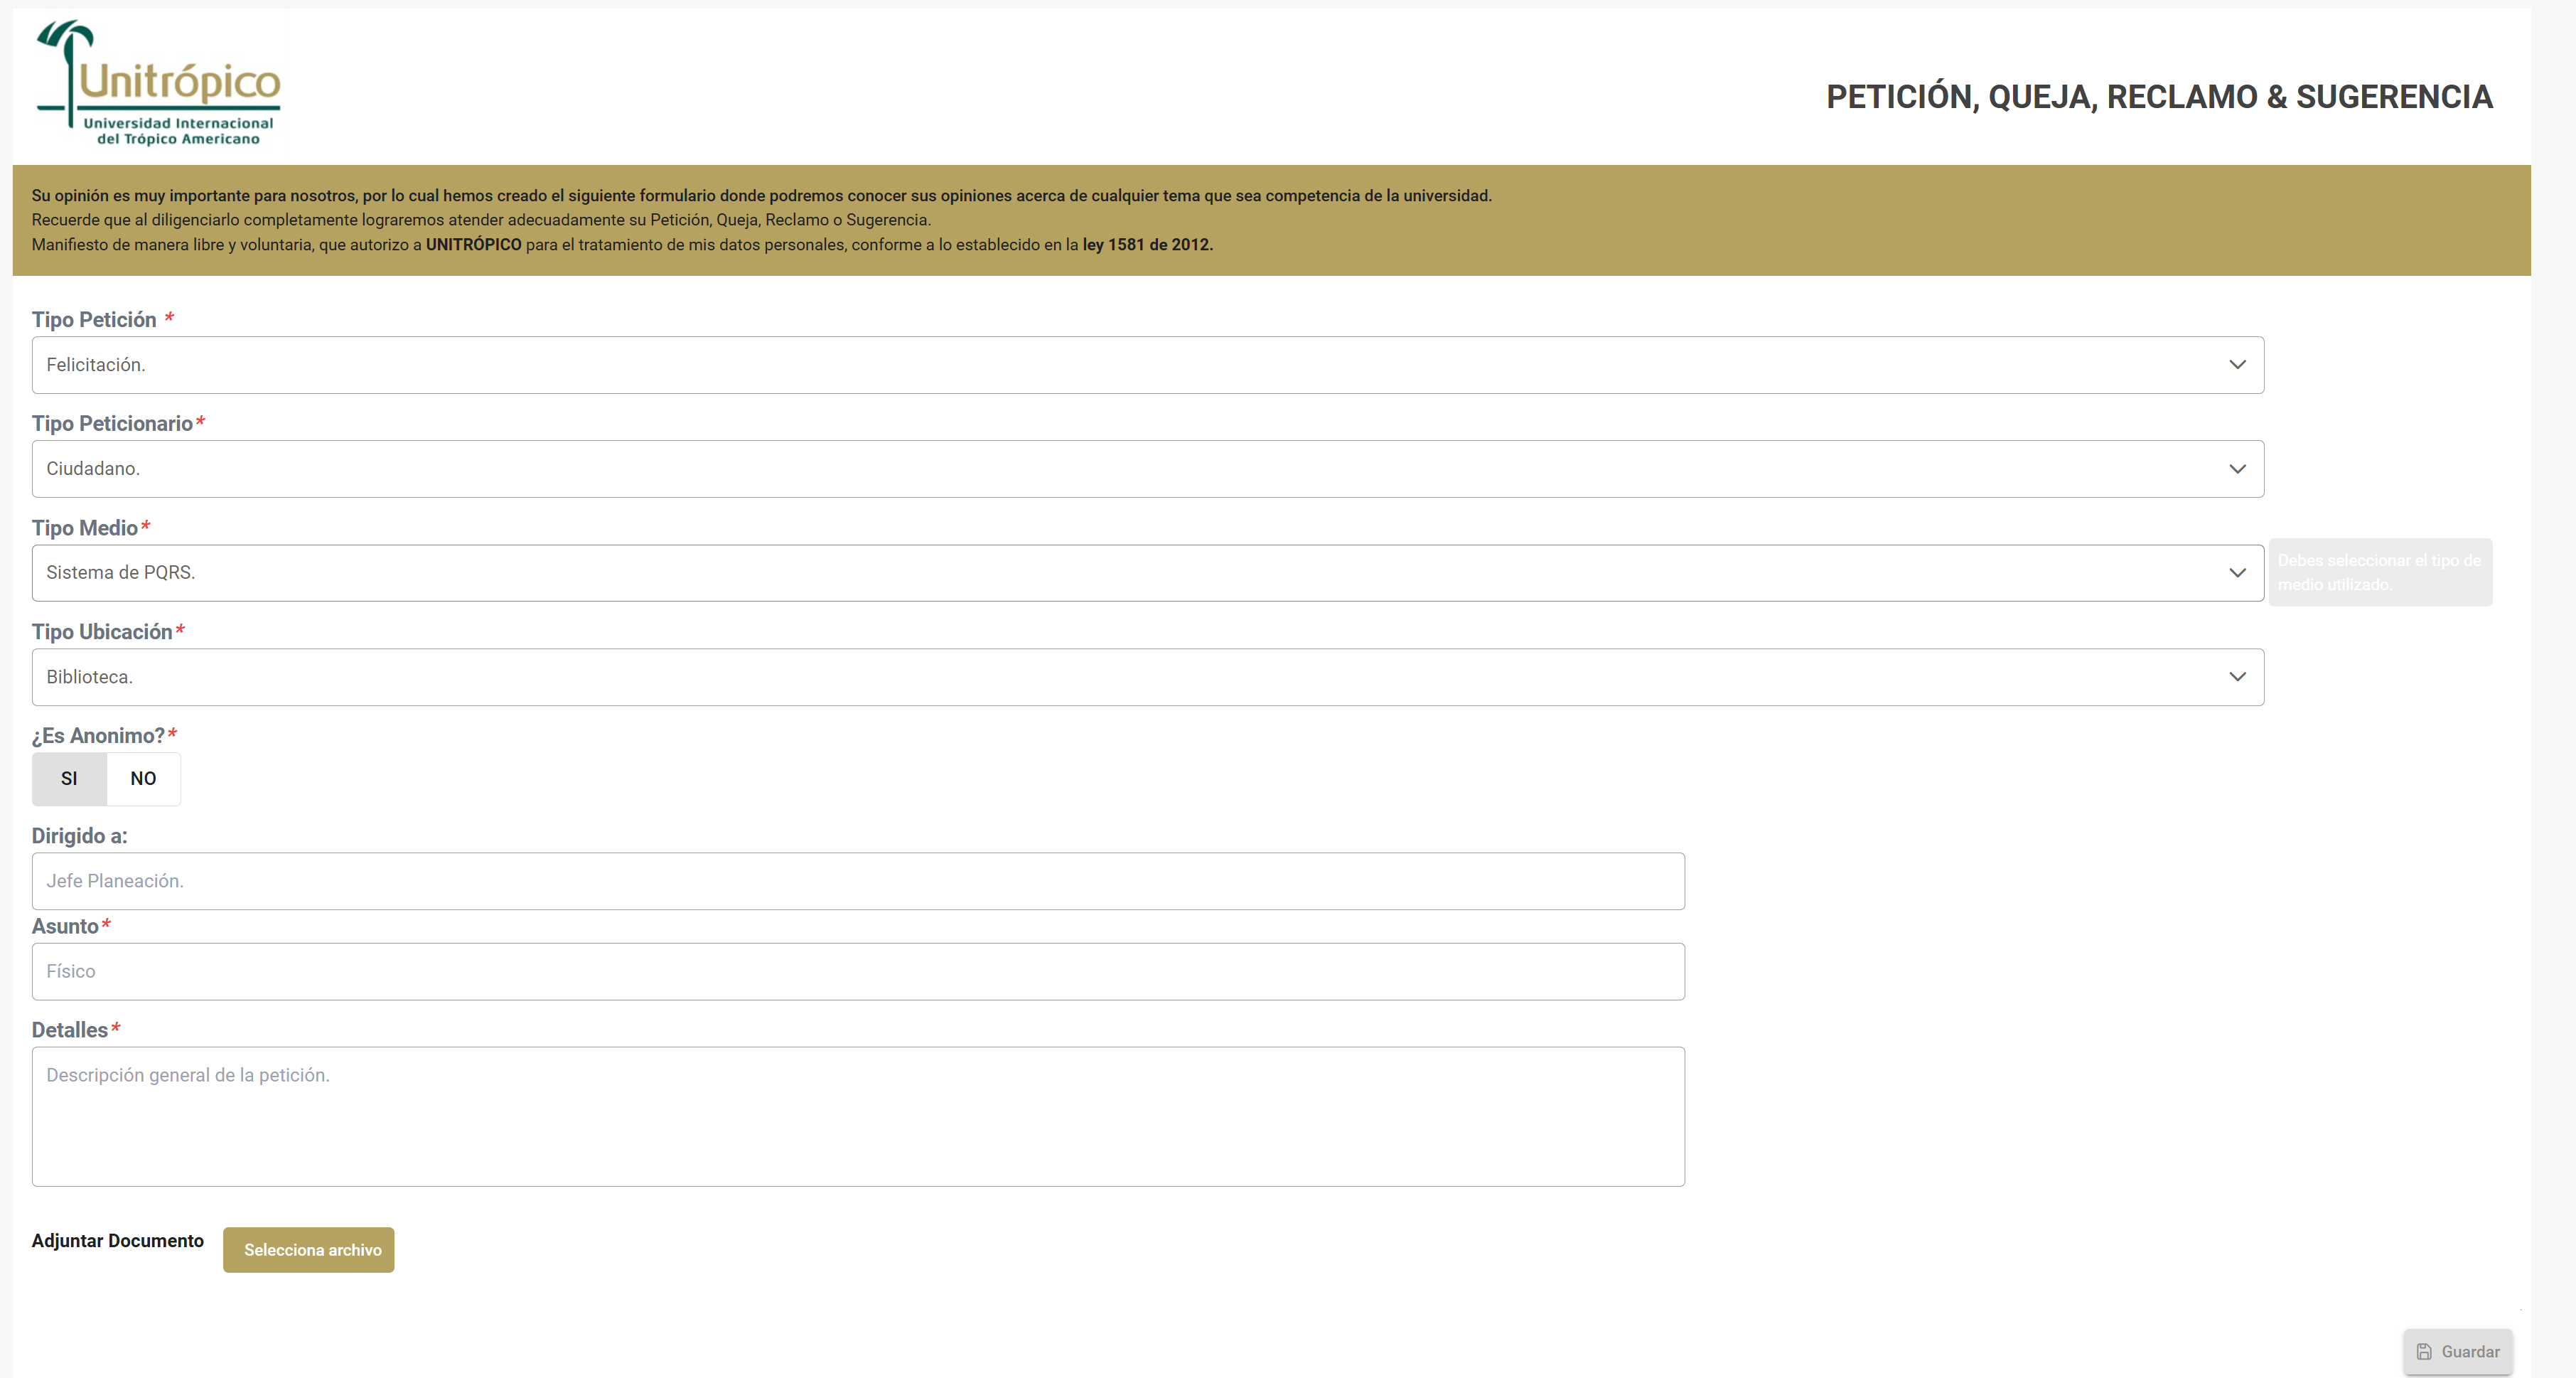 Unitrópico
Universidad Internacional
del Trópico Americano
PETICIÓN, QUEJA, RECLAMO & SUGERENCIA
Su opinión es muy importante para nosotros, por lo cual hemos creado el siguiente formulario donde podremos conocer sus opiniones acerca de cualquier tema que sea competencia de la universidad.
Recuerde que al diligenciarlo completamente lograremos atender adecuadamente su Petición, Queja, Reclamo o Sugerencia.
Manifiesto de manera libre y voluntaria, que autorizo a UNITRÓPICO para el tratamiento de mis datos personales, conforme a lo establecido en la ley 1581 de 2012.
Tipo Petición *
Felicitación.
Tipo Peticionario*
Ciudadano.
Tipo Medio*
Sistema de PQRS.
Debes seleccionar el tipo de
medio utilizado.
Tipo Ubicación*
Biblioteca.
¿Es Anonimo?*
SI NO
Dirigido a:
Jefe Planeación.
Asunto*
Físico
Detalles*
Descripción general de la petición.
Adjuntar Documento Selecciona archivo
Guardar